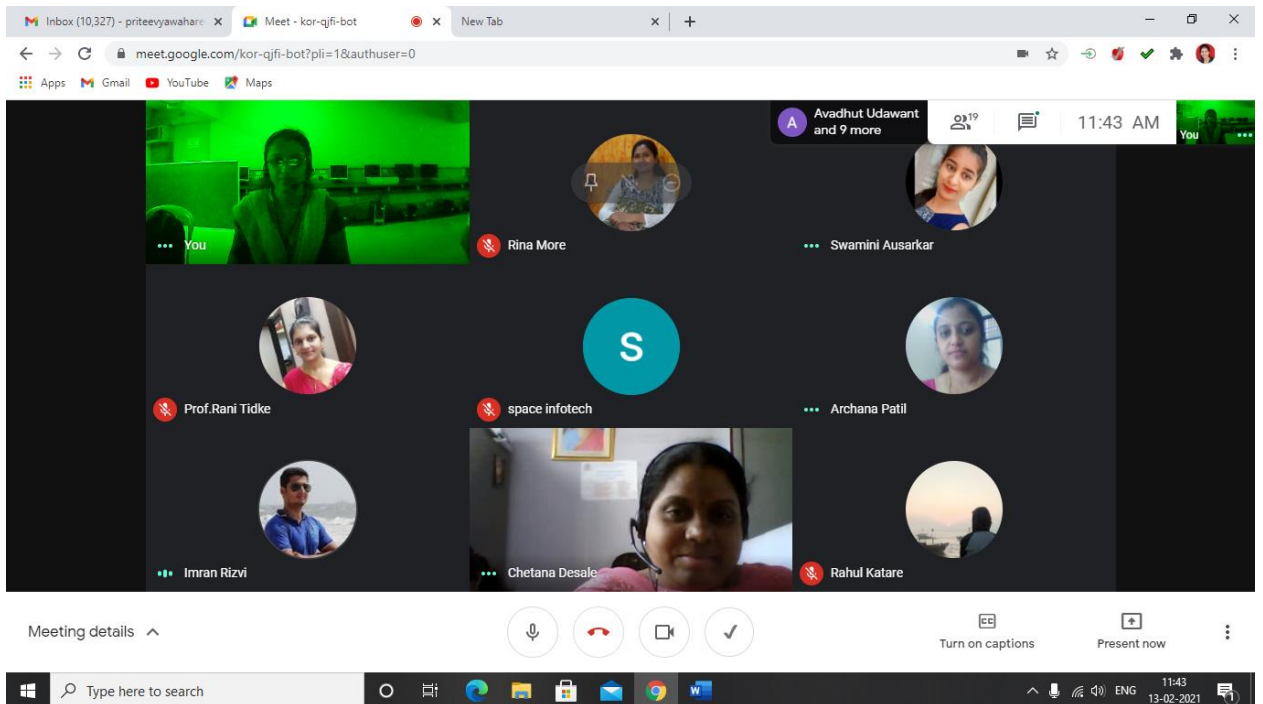 Inbox (10,327) - priteevyawahare
Meet - kor-qjfi-bot
New Tab
meet.google.com/kor-qjfi-bot?pli=1&authuser=0
Apps
Gmail
YouTube
Maps
A
Avadhut Udawant
and 9 more
19
11:43 AM
You
You
Rina More
Swamini Ausarkar
Prof.Rani Tidke
S
space infotech
Archana Patil
Imran Rizvi
Chetana Desale
Rahul Katare
Meeting details
CC
Turn on captions
Present now
Type here to search
W
ENG
11:43
13-02-2021
1